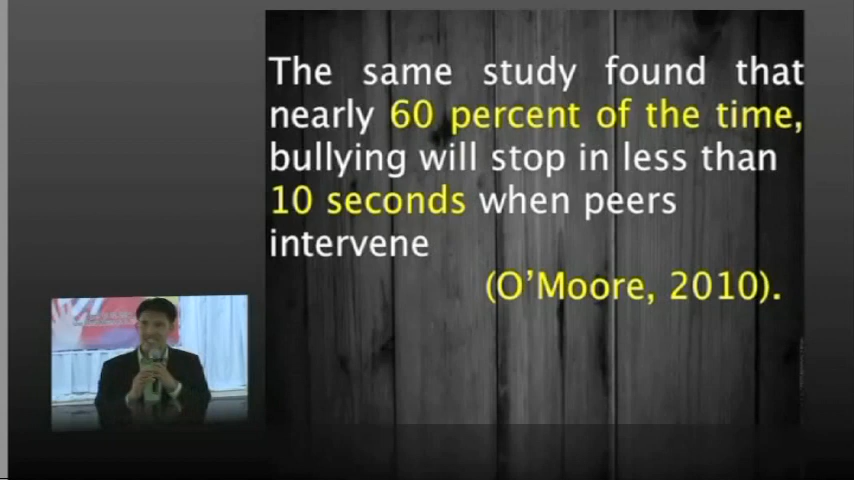 The same study found that
nearly 60 percent of the time,
bullying will stop in less than
10 seconds when peers
intervene
(O’Moore, 2010).